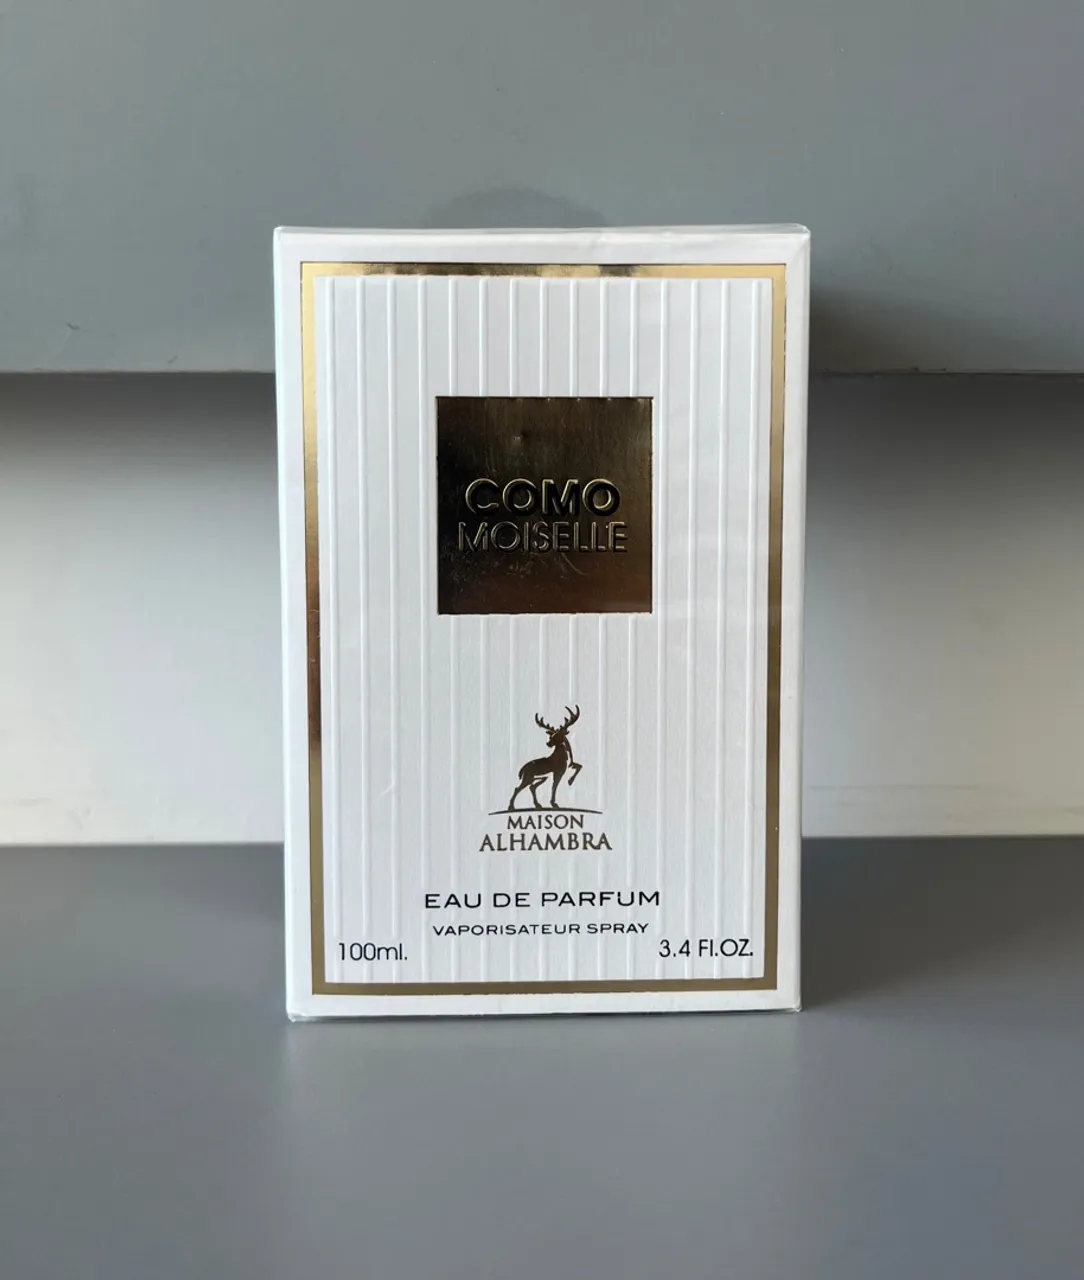 COMO
MOISELLE
MAISON
ALHAMBRA
EAU DE PARFUM
VAPORISATEUR SPRAY
100ml.
3.4 Fl.OZ.